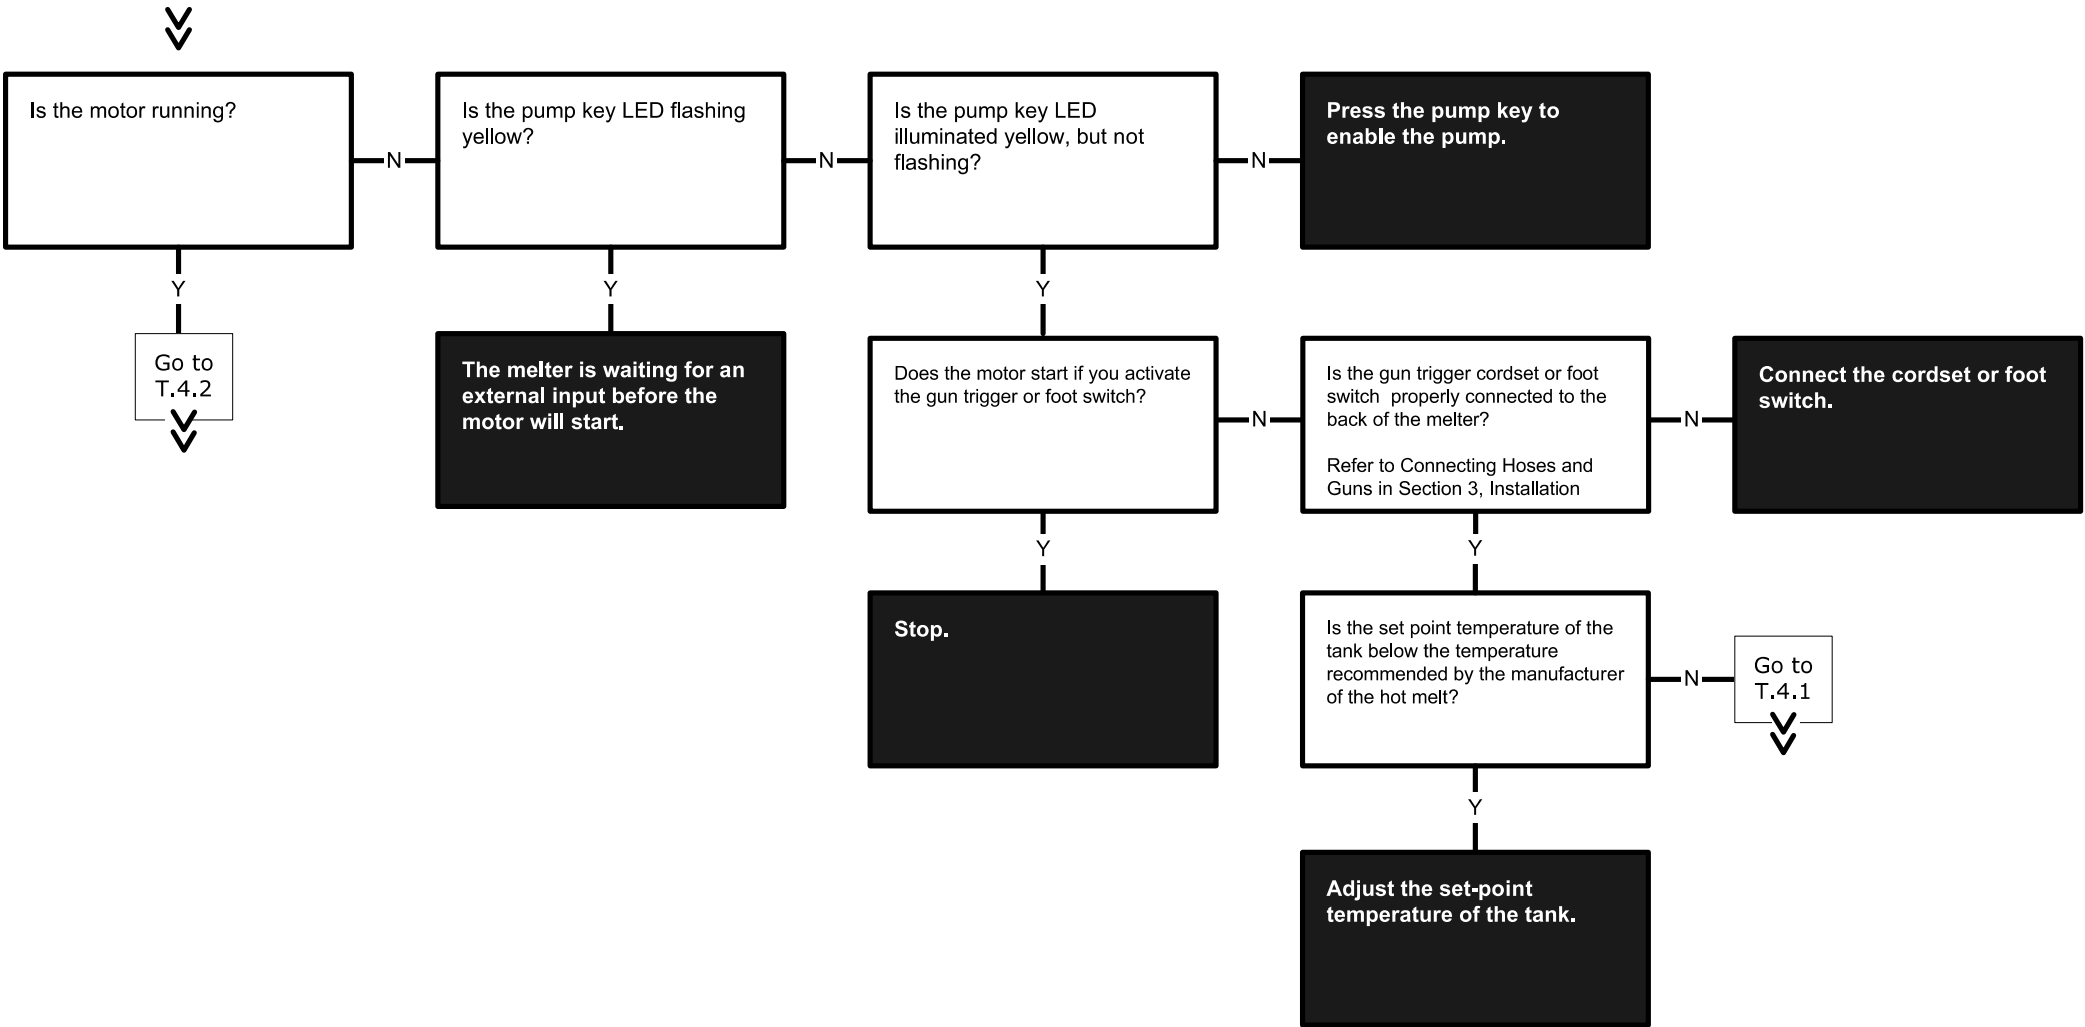 Is the motor running?
N
Is the pump key LED flashing
yellow?
N
Is the pump key LED
illuminated yellow, but not
flashing?
N
Press the pump key to
enable the pump.
Y
Y
Y
Go to
T.4.2
The melter is waiting for an
external input before the
motor will start.
Does the motor start if you activate
the gun trigger or foot switch?
N
Is the gun trigger cordset or foot
switch  properly connected to the
back of the melter?
Refer to Connecting Hoses and
Guns in Section 3, Installation
N
Connect the cordset or foot
switch.
Y
Y
Stop.
Is the set point temperature of the
tank below the temperature
recommended by the manufacturer
of the hot melt?
N
Go to
T.4.1
Y
Adjust the set-point
temperature of the tank.